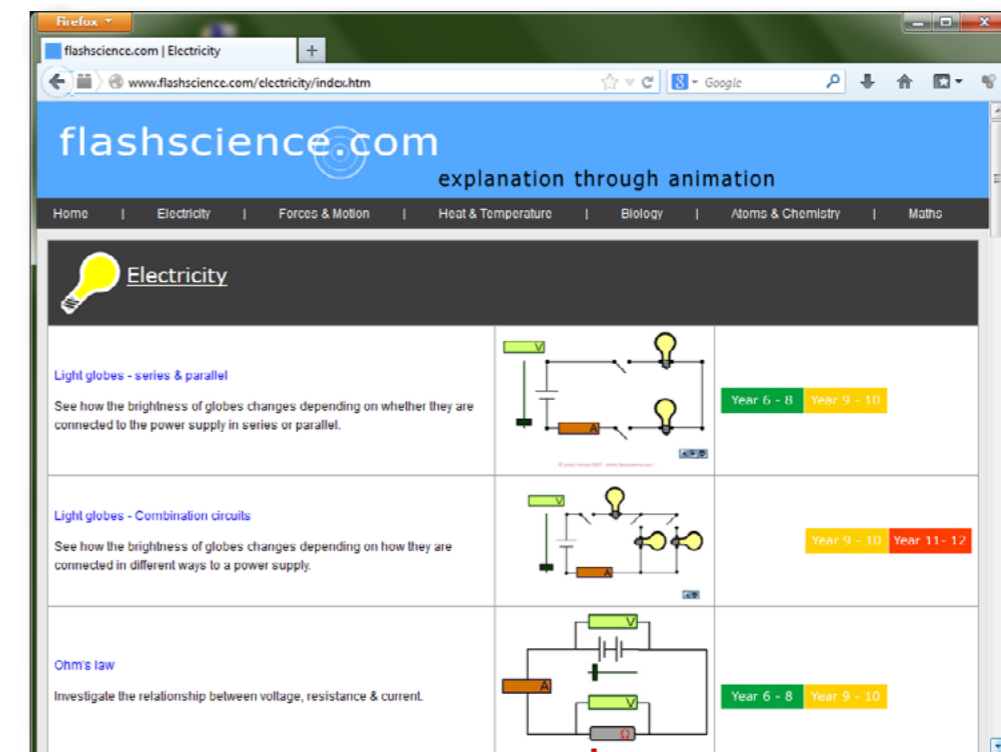 Firefox
flashscience.com | Electricity
www.flashscience.com/electricity/index.htm
Google
flashscience.com
explanation through animation
Home | Electricity | Forces & Motion | Heat & Temperature | Biology | Atoms & Chemistry | Maths
Electricity
Light globes - series & parallel
See how the brightness of globes changes depending on whether they are
connected to the power supply in series or parallel.
V
A
Year 6 - 8 Year 9 - 10
Light globes - Combination circuits
See how the brightness of globes changes depending on how they are
connected in different ways to a power supply.
V
A
Year 9 - 10 Year 11- 12
Ohm's law
Investigate the relationship between voltage, resistance & current.
V
A
V
Ω
Year 6 - 8 Year 9 - 10